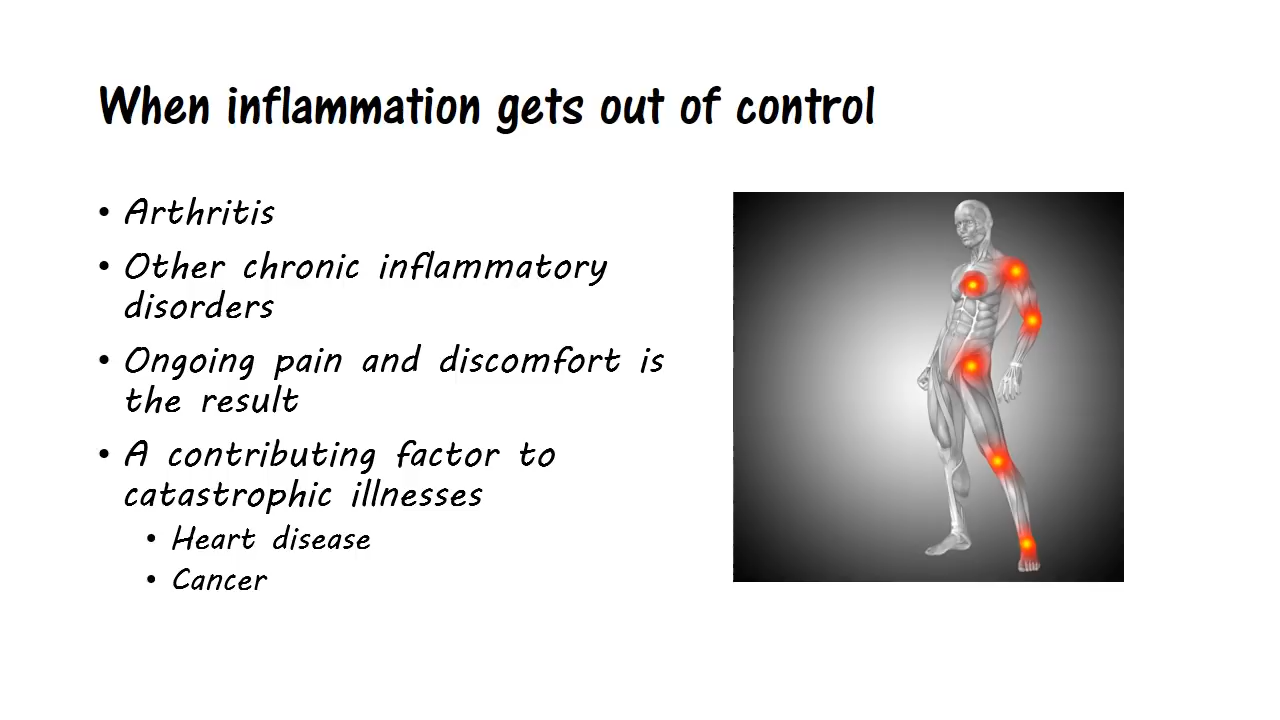 When inflammation gets out of control
• Arthritis
• Other chronic inflammatory
disorders
• Ongoing pain and discomfort is
the result
• A contributing factor to
catastrophic illnesses
• Heart disease
• Cancer